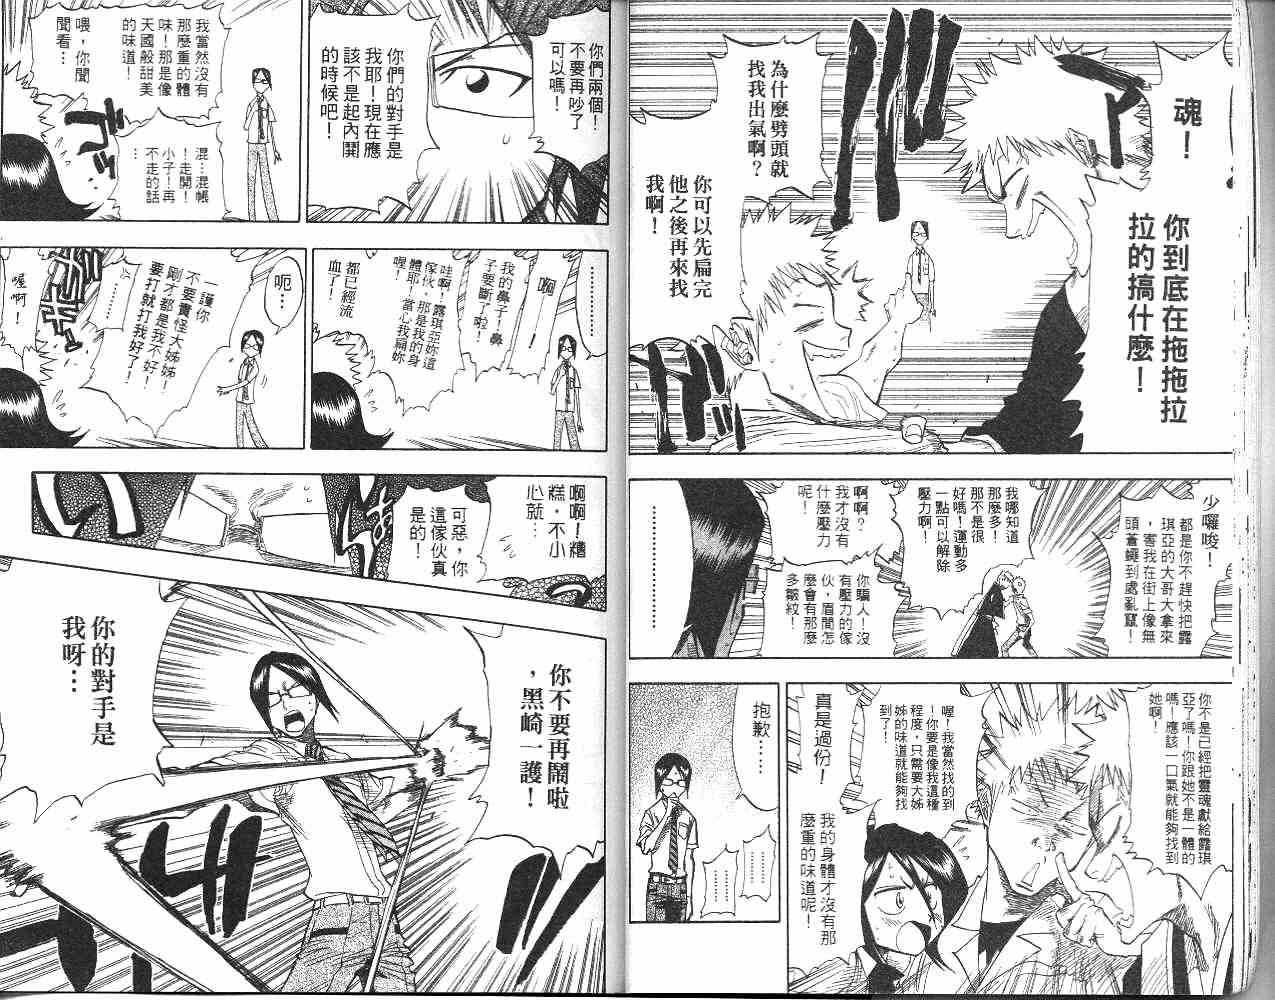 魂!
你到底在拖拖拉
拉的搞什麼!
為什麼劈頭就
找我出氣啊?
你可以先扁完
他之後再來找
我啊!
少囉唆!
都是你不趕快把露
琪亞的大哥大拿來
,害我在街上像無
頭蒼蠅到處亂竄!
我哪知道
那麼多!
那不是很
好嗎!運動多
一點可以解除
壓力啊!
啊啊?
我才沒有
什麼壓力
呢!
你騙人!沒
有壓力的傢
伙,眉間怎
麼會有那麼
多皺紋!
…………
你不是已經把靈魂獻給露琪
亞了嗎!你跟她不是一體的
嗎!應該一口氣就能夠找到
她啊!
喔!我當然找的到
!你要是像我這種
程度,只需要大姊
姊的味道就能夠找
到了!
真是過份!
我的身體才沒有那
麼重的味道呢!
抱歉……
………
………
你們兩個!
不要再吵了
可以嗎!
你們的對手是
我耶!現在應
該不是起內鬨
的時候吧!
我當然沒有
那麼重的體
味!那是像
天國般甜美
的味道!
喂,你聞
聞看…
混…混帳
!走開!
小子!再
不走的話
…
………
啊——!
我的鼻子!鼻
子要斷了啦!
哇啊!露琪亞妳這
傢伙!那是我的身
體耶!當心我扁妳
喔!
都已經流
血了!
呃…
一護你
不要責怪大姊姊!
剛才都是我不好!
要打就打我好了!
………
喔啊!
啊啊!糟
糕,不小
心就…
可惡,你
這傢伙真
是的!
你不要再鬧啦
,黑崎一護!
你的對手是
我呀…